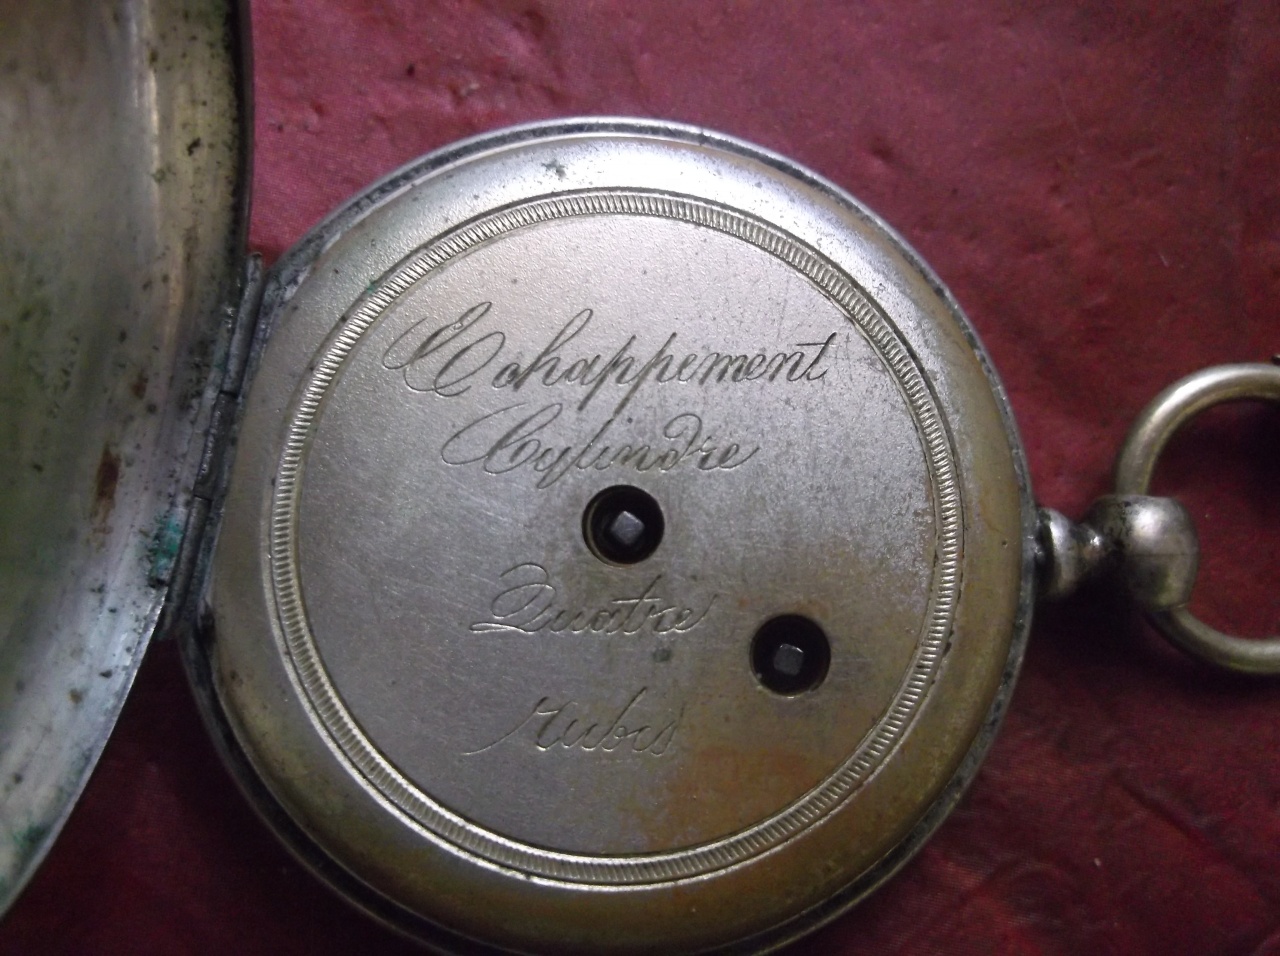 Echappement
Cylindre
Quatre
rubis